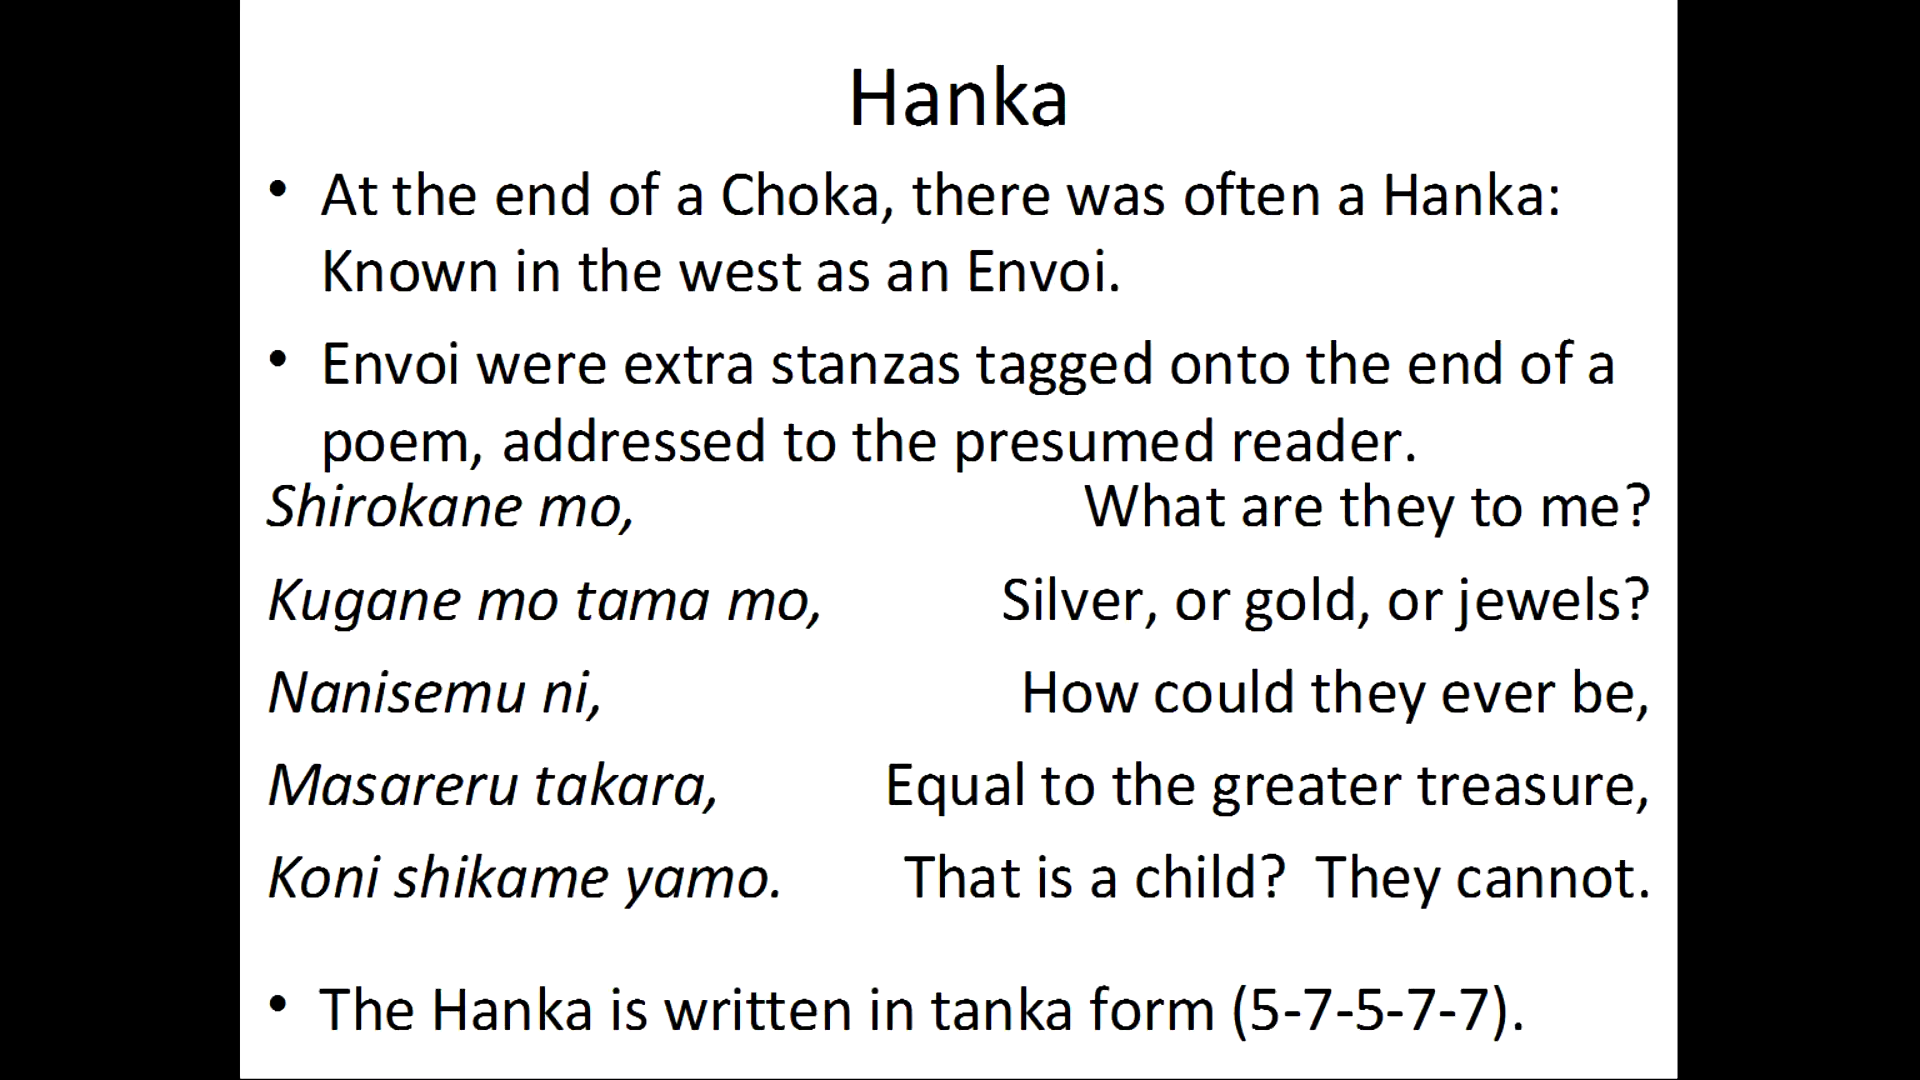 Hanka
• At the end of a Choka, there was often a Hanka:
Known in the west as an Envoi.
• Envoi were extra stanzas tagged onto the end of a
poem, addressed to the presumed reader.
Shirokane mo, What are they to me?
Kugane mo tama mo, Silver, or gold, or jewels?
Nanisemu ni, How could they ever be,
Masareru takara, Equal to the greater treasure,
Koni shikame yamo. That is a child? They cannot.
• The Hanka is written in tanka form (5-7-5-7-7).